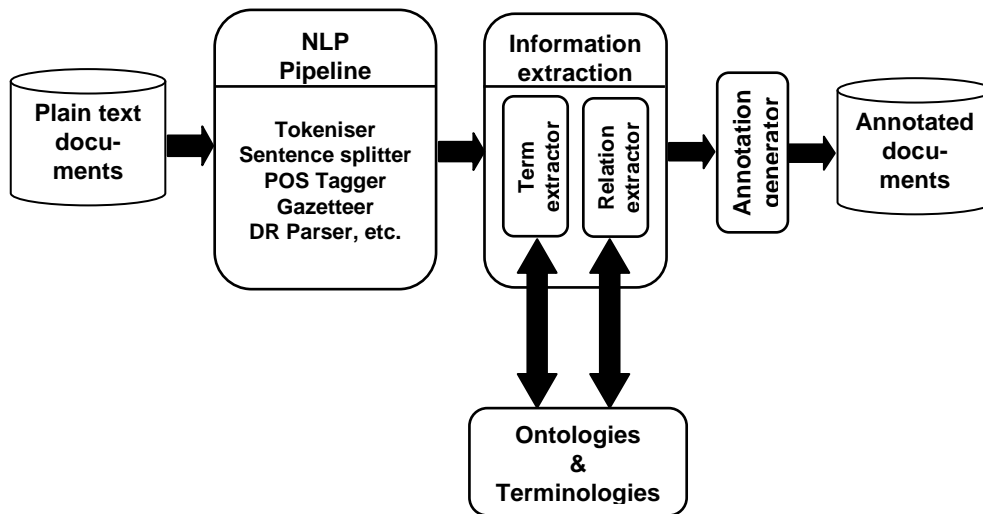 Plain text
docu-
ments
NLP
Pipeline
Tokeniser
Sentence splitter
POS Tagger
Gazetteer
DR Parser, etc.
Information
extraction
Term
extractor
Relation
extractor
Annotation
generator
Annotated
docu-
ments
Ontologies
&
Terminologies